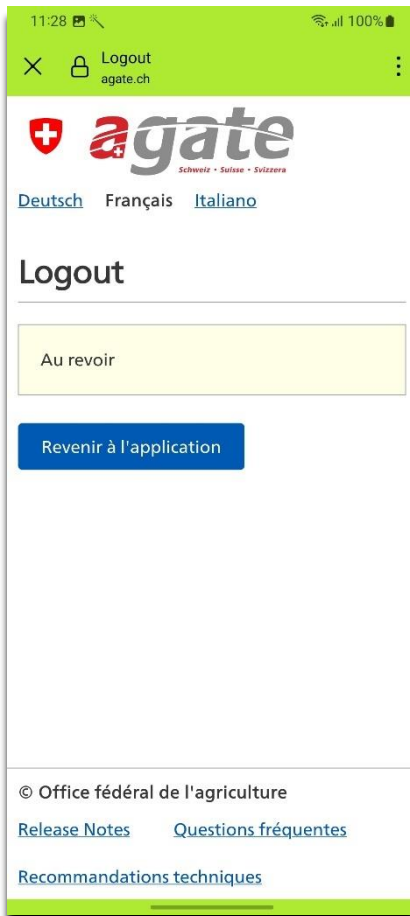 11:28 100%
Logout
agate.ch
agate
Schweiz • Suisse • Svizzera
Deutsch Français Italiano
Logout
Au revoir
Revenir à l'application
© Office fédéral de l'agriculture
Release Notes Questions fréquentes
Recommandations techniques